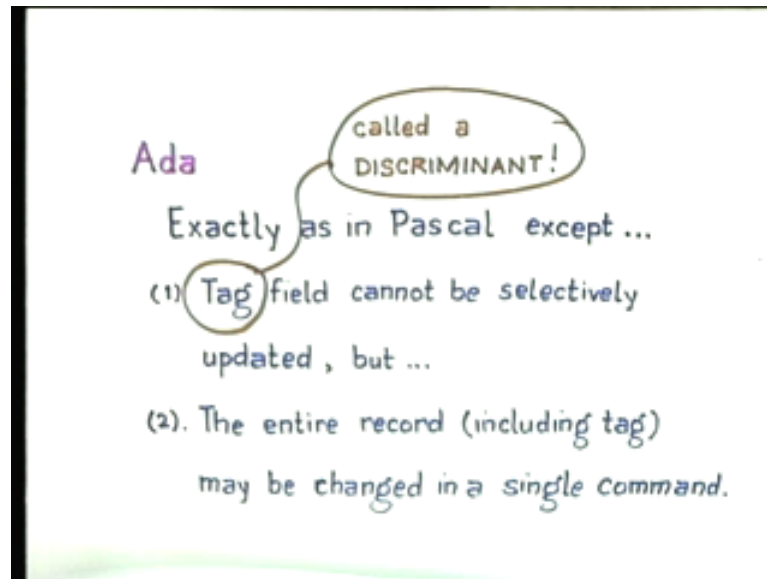 called a
DISCRIMINANT!
Ada
Exactly as in Pascal except ...
(1) Tag field cannot be selectively
updated, but ...
(2). The entire record (including tag)
may be changed in a single command.